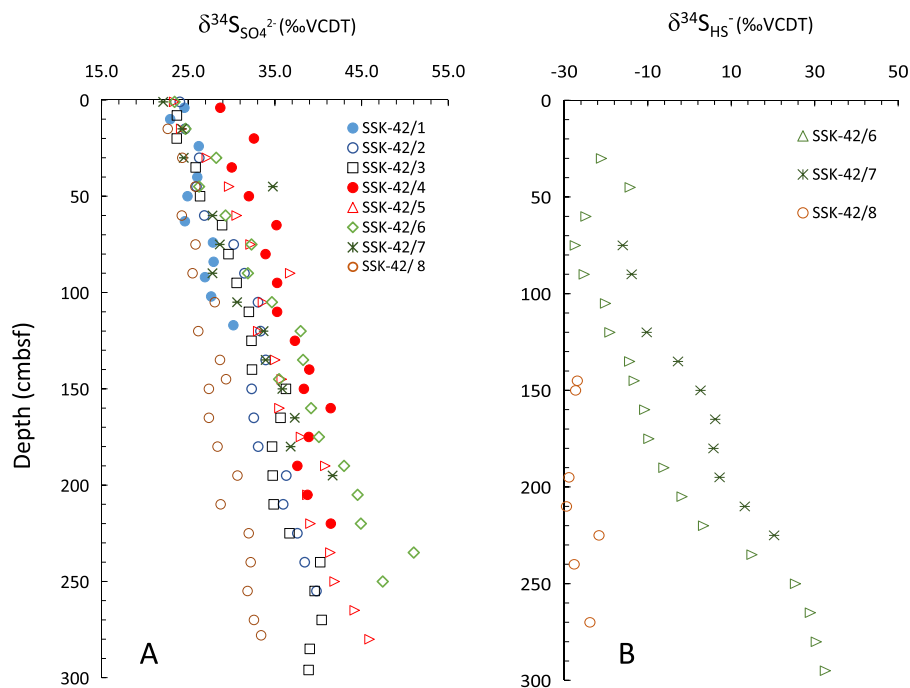 δ³⁴S_SO₄²⁻ (‰VCDT)
15.0 25.0 35.0 45.0 55.0
Depth (cmbsf)
0
50
100
150
200
250
300
SSK-42/1
SSK-42/2
SSK-42/3
SSK-42/4
SSK-42/5
SSK-42/6
SSK-42/7
SSK-42/ 8
A
δ³⁴S_HS⁻ (‰VCDT)
-30 -10 10 30 50
0
50
100
150
200
250
300
SSK-42/6
SSK-42/7
SSK-42/8
B